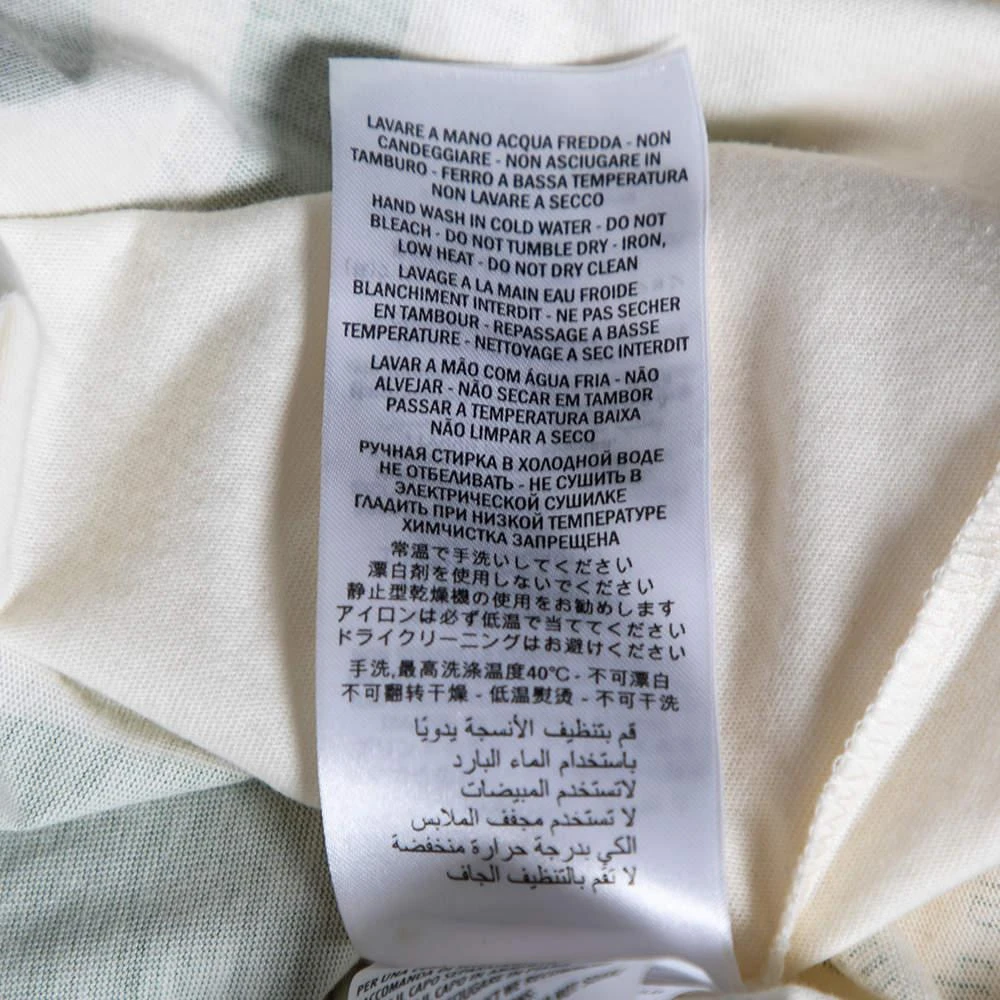 LAVARE A MANO ACQUA FREDDA - NON
CANDEGGIARE - NON ASCIUGARE IN
TAMBURO - FERRO A BASSA TEMPERATURA
NON LAVARE A SECCO
HAND WASH IN COLD WATER - DO NOT
BLEACH - DO NOT TUMBLE DRY - IRON,
LOW HEAT - DO NOT DRY CLEAN
LAVAGE A LA MAIN EAU FROIDE
BLANCHIMENT INTERDIT - NE PAS SECHER
EN TAMBOUR - REPASSAGE A BASSE
TEMPERATURE - NETTOYAGE A SEC INTERDIT
LAVAR A MÃO COM ÁGUA FRIA - NÃO
ALVEJAR - NÃO SECAR EM TAMBOR
PASSAR A TEMPERATURA BAIXA
NÃO LIMPAR A SECO
РУЧНАЯ СТИРКА В ХОЛОДНОЙ ВОДЕ
НЕ ОТБЕЛИВАТЬ - НЕ СУШИТЬ В
ЭЛЕКТРИЧЕСКОЙ СУШИЛКЕ
ГЛАДИТЬ ПРИ НИЗКОЙ ТЕМПЕРАТУРЕ
ХИМЧИСТКА ЗАПРЕЩЕНА
常温で手洗いしてください
漂白剤を使用しないでください
静止型乾燥機の使用をお勧めします
アイロンは必ず低温で当ててください
ドライクリーニングはお避けください
手洗,最高洗涤温度40℃ - 不可漂白
不可翻转干燥 - 低温熨烫 - 不可干洗
قم بتنظيف الأنسجة يدويًا
باستخدام الماء البارد
لاتستخدم المبيضات
لا تستخدم مجفف الملابس
الكي بدرجة حرارة منخفضة
لا تقم بالتنظيف الجاف
PER UNA